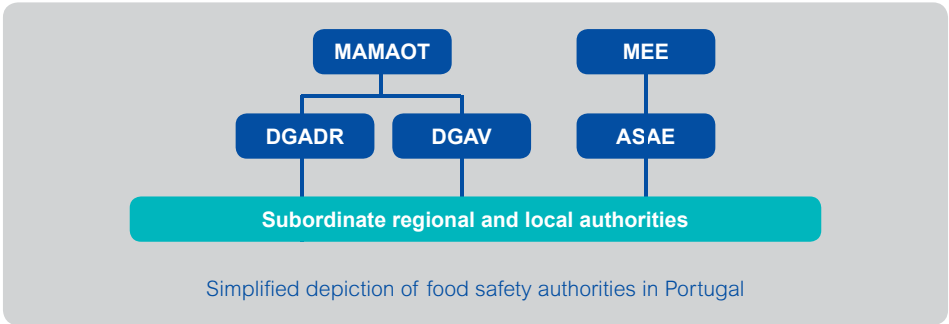 MAMAOT
MEE
DGADR
DGAV
ASAE
Subordinate regional and local authorities
Simplified depiction of food safety authorities in Portugal